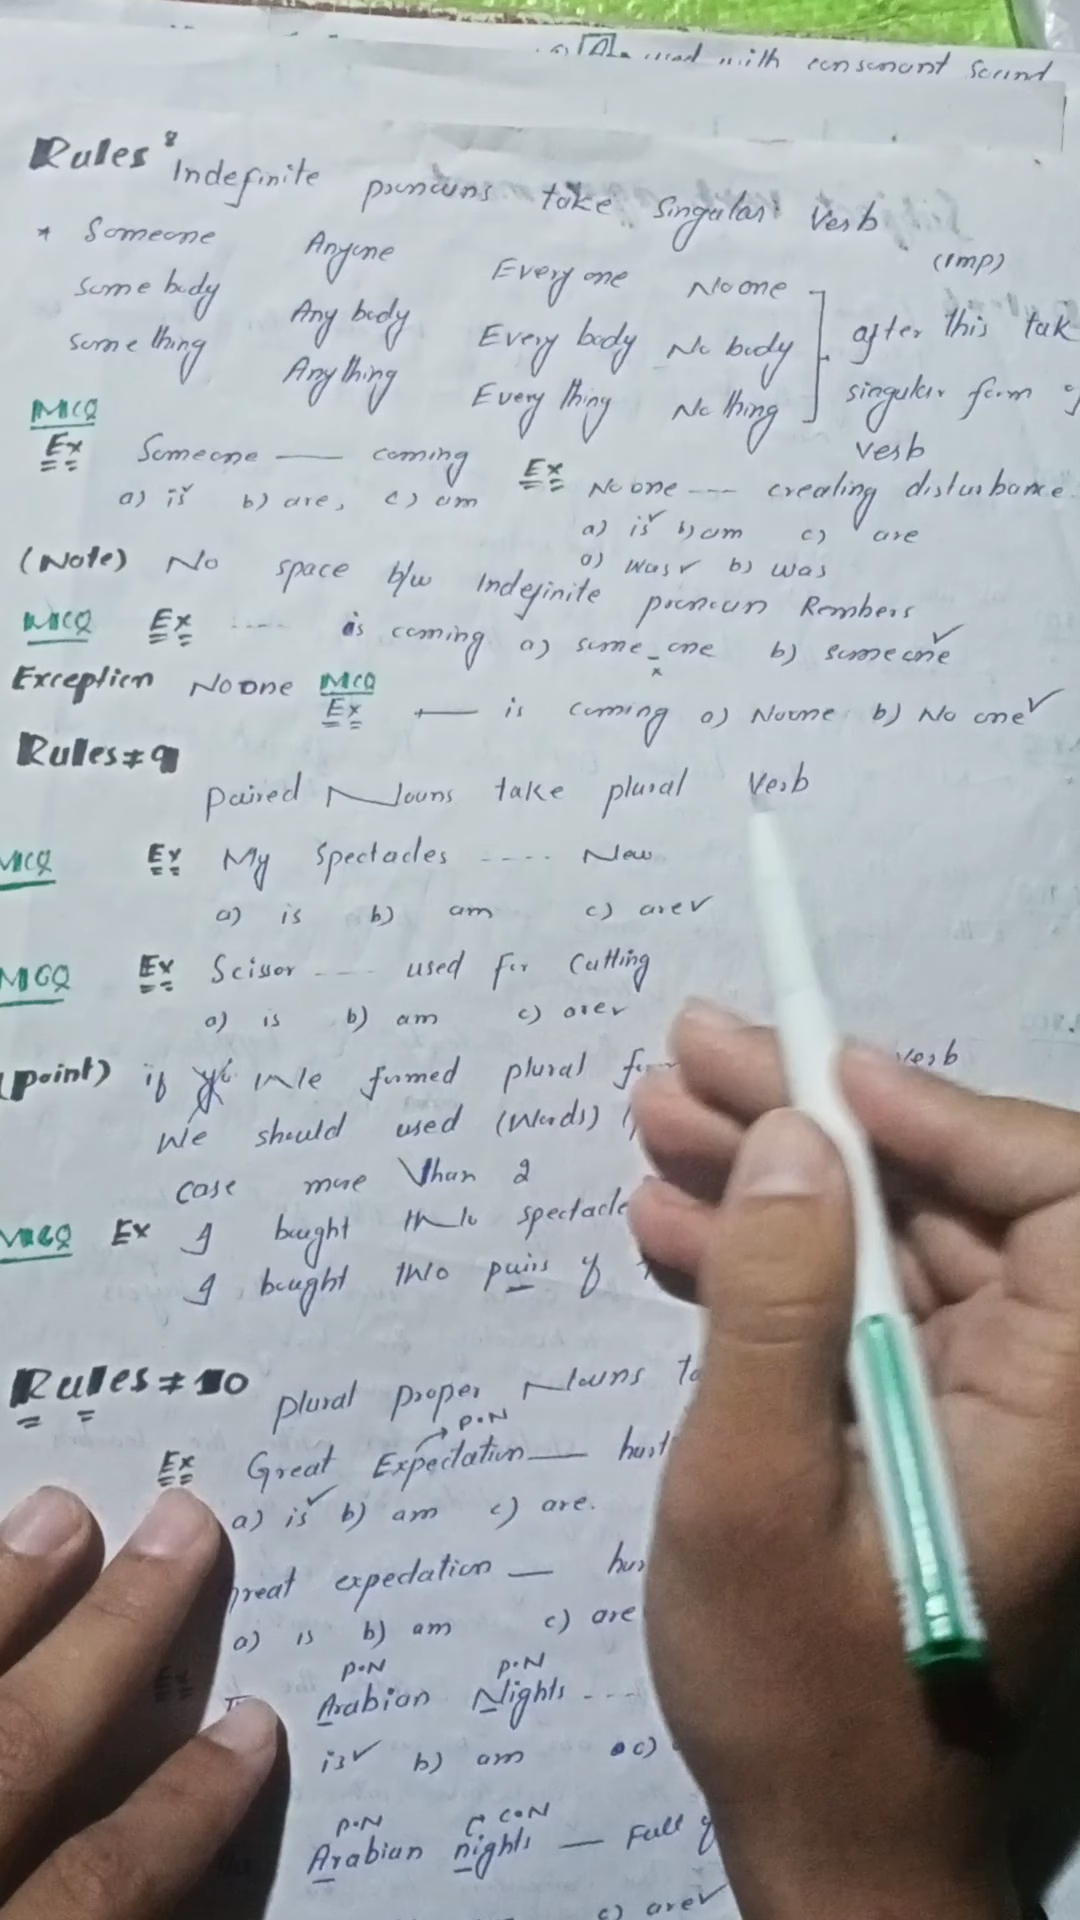 used with consonant sound
Rules 8 Indefinite pronouns take singular verb
* Someone Anyone Every one No one (Imp)
some body Any body Every body No body after this tak
some thing Any thing Every thing No thing singular form
verb
MCQ
Ex Someone —— coming
a) is✓ b) are, c) am
Ex No one --- creating disturbance
a) is✓ b) am c) are
a) was✓ b) was
(Note) No space b/w Indefinite pronoun Rembers
MCQ Ex .... is coming a) some_one b) someone✓
x
Exception No one MCQ
Ex —— is coming a) Noone b) No one✓
Rules≠9
paired Nouns take plural Verb
MCQ Ex My spectacles .... New
a) is b) am c) are✓
MCQ Ex Scissor ---- used for Cutting
a) is b) am c) are✓
(point) if we formed plural verb
We should used (Words)
case more than 2
MCQ Ex I bought two spectacle
I bought two pairs of
Rules≠10
plural proper Nouns
P.N
Ex Great Expectation ——
a) is✓ b) am c) are.
reat expectation ——
a) is b) am c) are
P.N P.N
Arabian Nights ----
is✓ b) am c)
P.N C.N
Arabian nights — Full
c) are✓